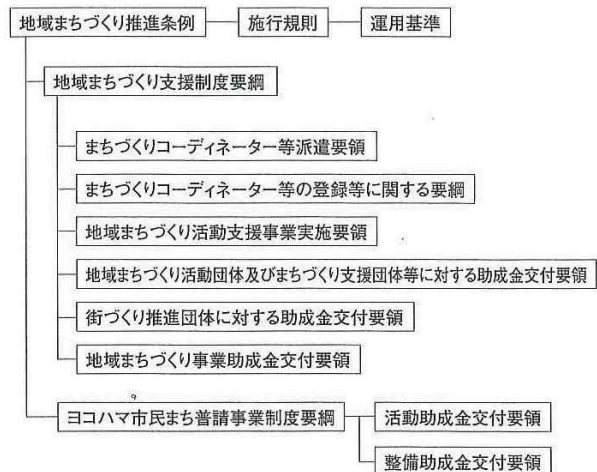 地域まちづくり推進条例 施行規則 運用基準
地域まちづくり支援制度要綱
まちづくりコーディネーター等派遣要領
まちづくりコーディネーター等の登録等に関する要綱
地域まちづくり活動支援事業実施要領
地域まちづくり活動団体及びまちづくり支援団体等に対する助成金交付要領
街づくり推進団体に対する助成金交付要領
地域まちづくり事業助成金交付要領
ヨコハマ市民まち普請事業制度要綱 活動助成金交付要領
整備助成金交付要領